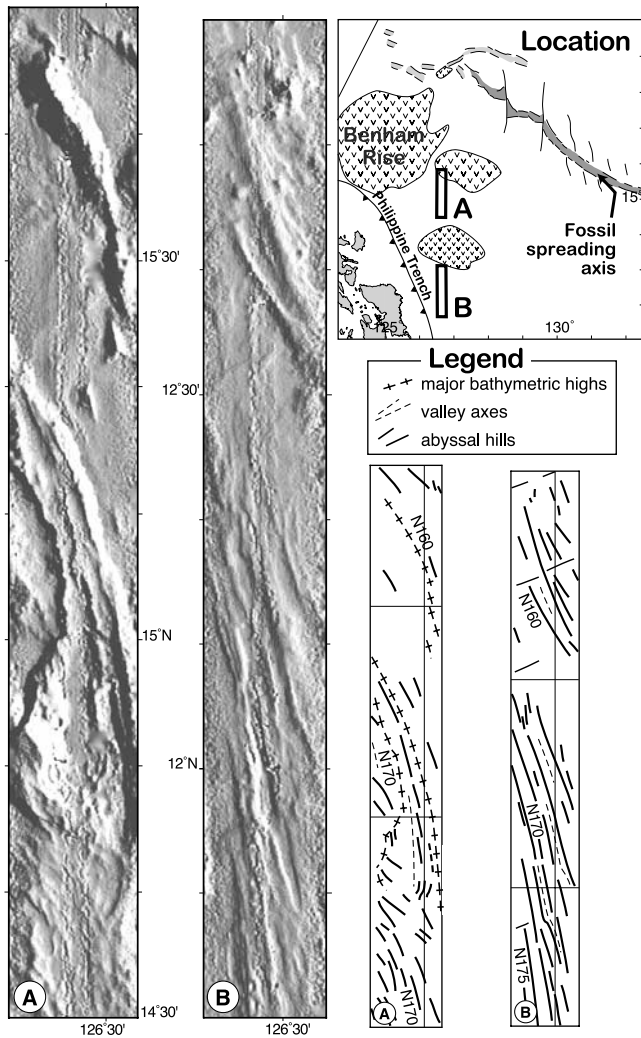 15°30'
15°N
14°30'
126°30'
A
12°30'
12°N
126°30'
B
Location
Benham
Rise
A
B
Philippine Trench
Fossil
spreading
axis
15°
125
130°
Legend
major bathymetric highs
valley axes
abyssal hills
N160
N170
N170
A
N160
N170
N175
B